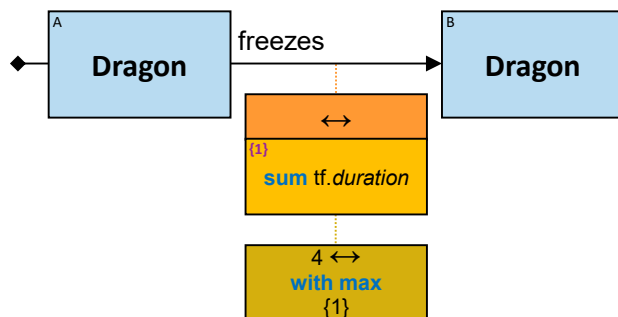 A
Dragon
freezes
B
Dragon
↔
{1}
sum tf.duration
4 ↔
with max
{1}